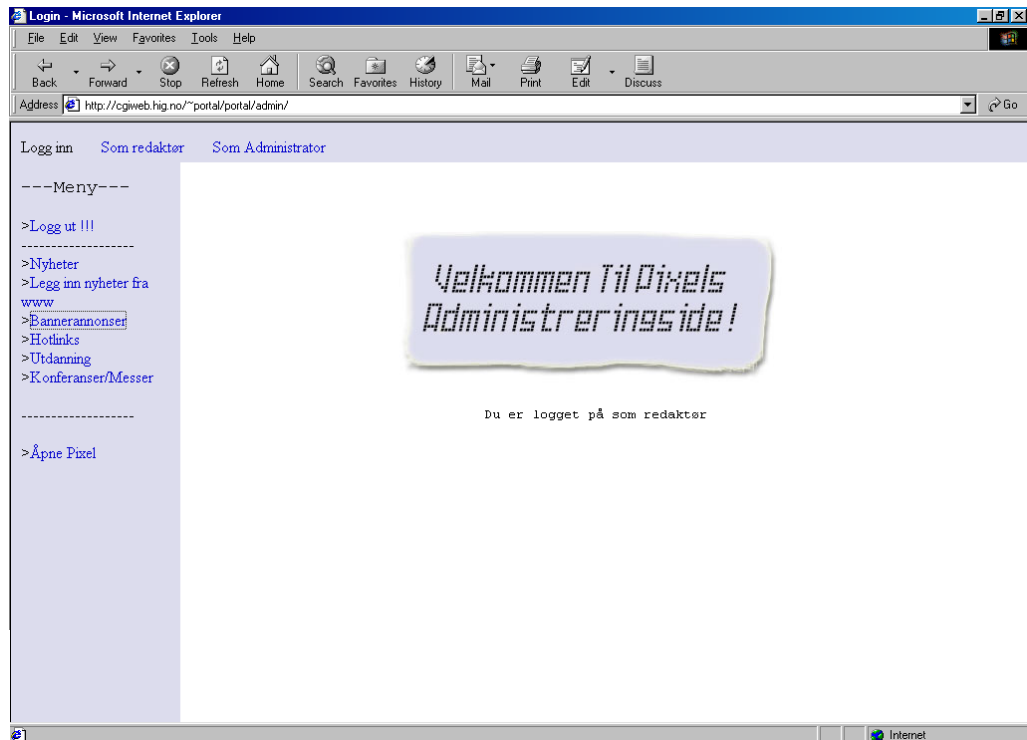 Login - Microsoft Internet Explorer
File Edit View Favorites Tools Help
Back Forward Stop Refresh Home Search Favorites History Mail Print Edit Discuss
Address http://cgiweb.hig.no/~portal/portal/admin/ Go
Logg inn Som redaktør Som Administrator
---Meny---
>Logg ut !!!
-------------------
>Nyheter
>Legg inn nyheter fra
www
>Bannerannonser
>Hotlinks
>Utdanning
>Konferanser/Messer
-------------------
>Åpne Pixel
Velkommen Til Pixels
Administreringside!
Du er logget på som redaktør
Internet